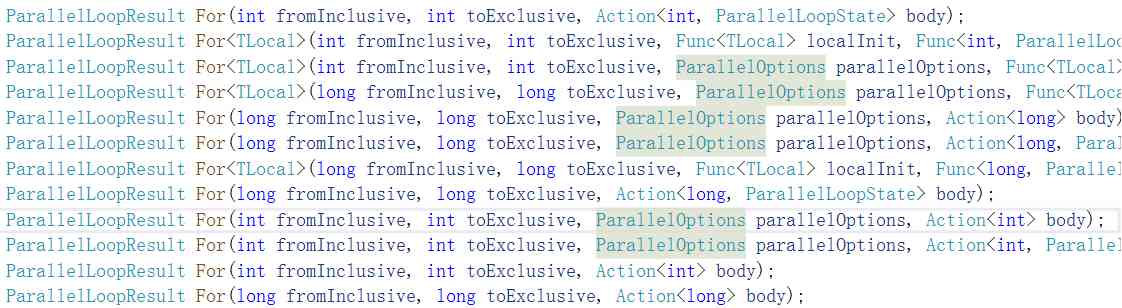 ParallelLoopResult For(int fromInclusive, int toExclusive, Action<int, ParallelLoopState> body);
ParallelLoopResult For<TLocal>(int fromInclusive, int toExclusive, Func<TLocal> localInit, Func<int, ParallelLoo
ParallelLoopResult For<TLocal>(int fromInclusive, int toExclusive, ParallelOptions parallelOptions, Func<TLocal>
ParallelLoopResult For<TLocal>(long fromInclusive, long toExclusive, ParallelOptions parallelOptions, Func<TLoca
ParallelLoopResult For(long fromInclusive, long toExclusive, ParallelOptions parallelOptions, Action<long> body)
ParallelLoopResult For(long fromInclusive, long toExclusive, ParallelOptions parallelOptions, Action<long, Paral
ParallelLoopResult For<TLocal>(long fromInclusive, long toExclusive, Func<TLocal> localInit, Func<long, Parallel
ParallelLoopResult For(long fromInclusive, long toExclusive, Action<long, ParallelLoopState> body);
ParallelLoopResult For(int fromInclusive, int toExclusive, ParallelOptions parallelOptions, Action<int> body);
ParallelLoopResult For(int fromInclusive, int toExclusive, ParallelOptions parallelOptions, Action<int, Parallel
ParallelLoopResult For(int fromInclusive, int toExclusive, Action<int> body);
ParallelLoopResult For(long fromInclusive, long toExclusive, Action<long> body);